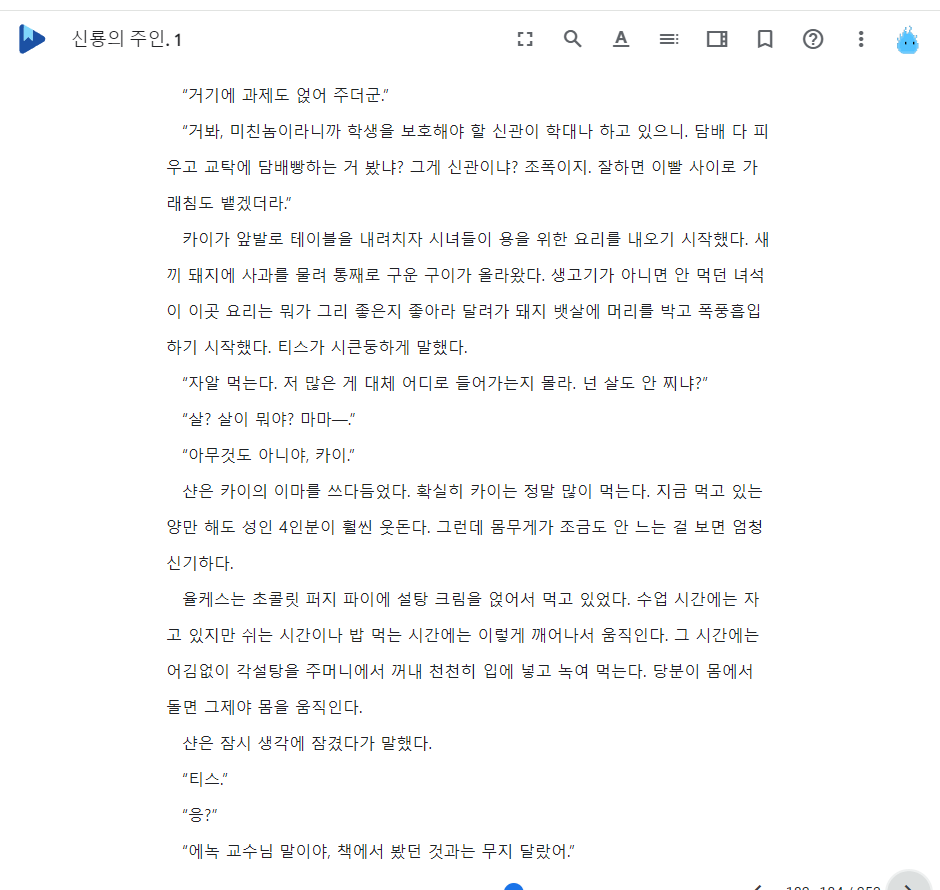 신룡의 주인. 1
“거기에 과제도 얹어 주더군.”
“거봐, 미친놈이라니까 학생을 보호해야 할 신관이 학대나 하고 있으니. 담배 다 피
우고 교탁에 담배빵하는 거 봤냐? 그게 신관이냐? 조폭이지. 잘하면 이빨 사이로 가
래침도 뱉겠더라.”
카이가 앞발로 테이블을 내려치자 시녀들이 용을 위한 요리를 내오기 시작했다. 새
끼 돼지에 사과를 물려 통째로 구운 구이가 올라왔다. 생고기가 아니면 안 먹던 녀석
이 이곳 요리는 뭐가 그리 좋은지 좋아라 달려가 돼지 뱃살에 머리를 박고 폭풍흡입
하기 시작했다. 티스가 시큰둥하게 말했다.
“자알 먹는다. 저 많은 게 대체 어디로 들어가는지 몰라. 넌 살도 안 찌냐?”
“살? 살이 뭐야? 마마―.”
“아무것도 아니야, 카이.”
샨은 카이의 이마를 쓰다듬었다. 확실히 카이는 정말 많이 먹는다. 지금 먹고 있는
양만 해도 성인 4인분이 훨씬 웃돈다. 그런데 몸무게가 조금도 안 느는 걸 보면 엄청
신기하다.
율케스는 초콜릿 퍼지 파이에 설탕 크림을 얹어서 먹고 있었다. 수업 시간에는 자
고 있지만 쉬는 시간이나 밥 먹는 시간에는 이렇게 깨어나서 움직인다. 그 시간에는
어김없이 각설탕을 주머니에서 꺼내 천천히 입에 넣고 녹여 먹는다. 당분이 몸에서
돌면 그제야 몸을 움직인다.
샨은 잠시 생각에 잠겼다가 말했다.
“티스.”
“응?”
“에녹 교수님 말이야, 책에서 봤던 것과는 무지 달랐어.”